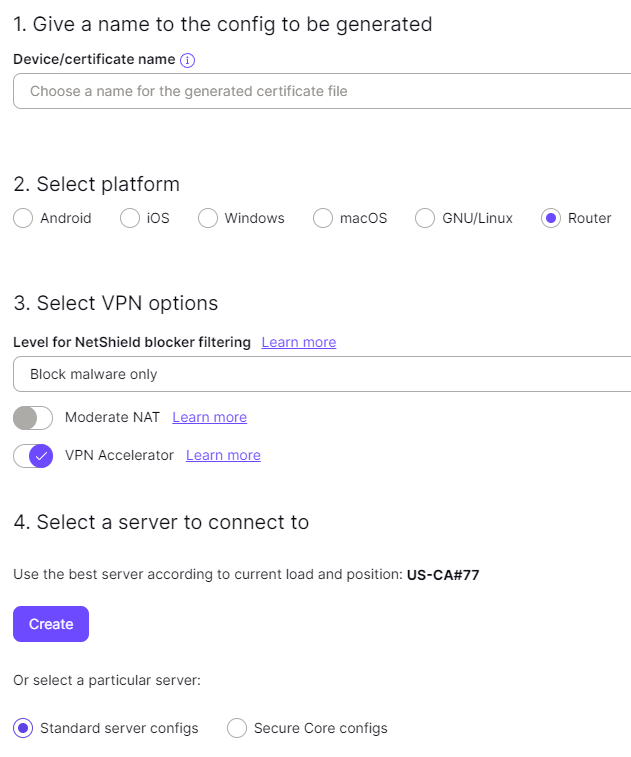 1. Give a name to the config to be generated
Device/certificate name
Choose a name for the generated certificate file
2. Select platform
Android iOS Windows macOS GNU/Linux Router
3. Select VPN options
Level for NetShield blocker filtering Learn more
Block malware only
Moderate NAT Learn more
VPN Accelerator Learn more
4. Select a server to connect to
Use the best server according to current load and position: US-CA#77
Create
Or select a particular server:
Standard server configs Secure Core configs